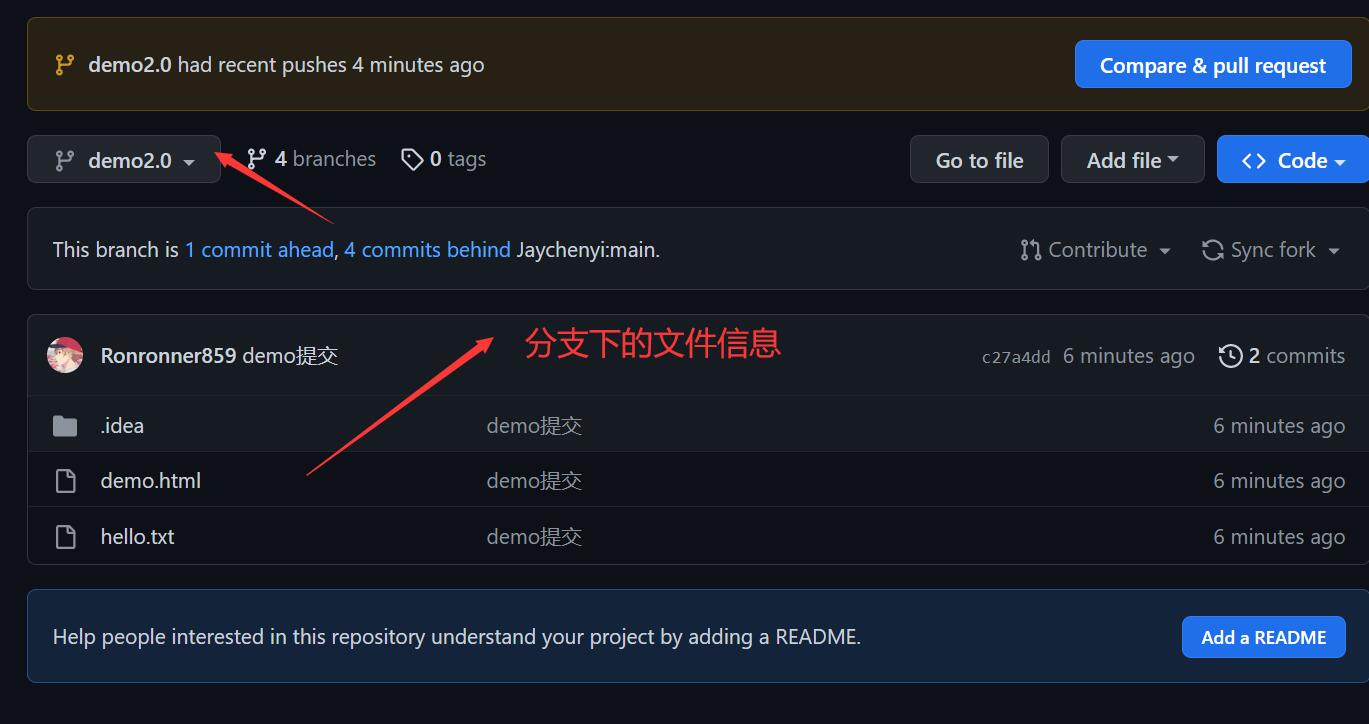 demo2.0 had recent pushes 4 minutes ago
Compare & pull request
demo2.0
4 branches
0 tags
Go to file
Add file
Code
This branch is 1 commit ahead, 4 commits behind Jaychenyi:main.
Contribute
Sync fork
分支下的文件信息
Ronronner859 demo提交
c27a4dd 6 minutes ago
2 commits
.idea
demo提交
6 minutes ago
demo.html
demo提交
6 minutes ago
hello.txt
demo提交
6 minutes ago
Help people interested in this repository understand your project by adding a README.
Add a README